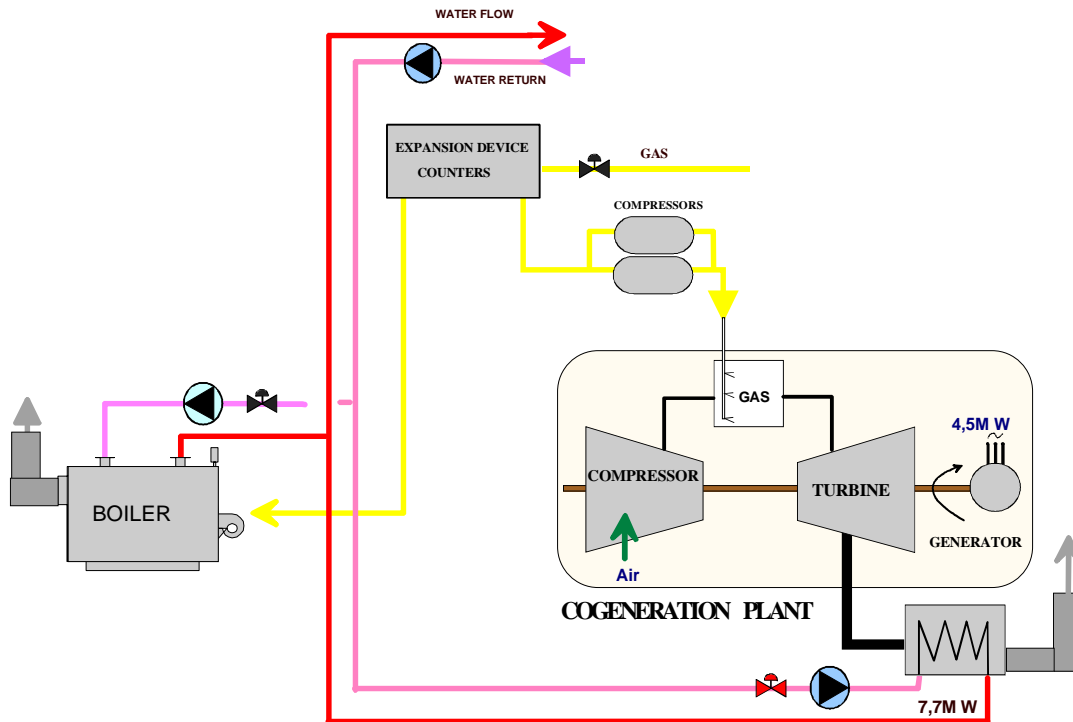 WATER FLOW
WATER RETURN
EXPANSION DEVICE
COUNTERS
GAS
COMPRESSORS
GAS
4,5M W
COMPRESSOR
TURBINE
BOILER
GENERATOR
Air
COGENERATION PLANT
7,7M W